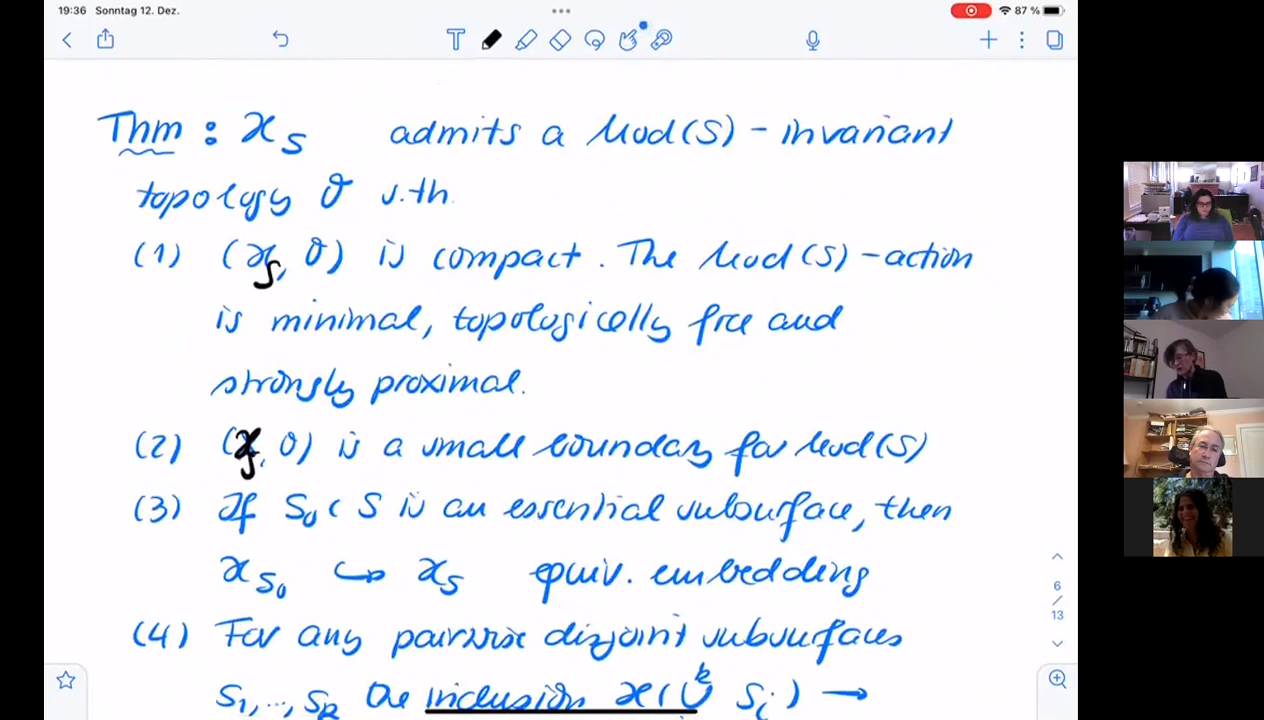 19:36 Sonntag 12. Dez.
87 %
Thm : 𝒳_S admits a Mod(S) - invariant
topology 𝒪 s.th.
(1) (𝒳_S, 𝒪) is compact. The Mod(S) - action
is minimal, topologically free and
strongly proximal.
(2) (𝒳_S, 𝒪) is a small boundary for Mod(S)
(3) If S_0 ⊂ S is an essential subsurface, then
𝒳_{S_0} ↪ 𝒳_S equiv. embedding
(4) For any pairwise disjoint subsurfaces
S_1, .., S_k the inclusion 𝒳(∪^k S_i) →
6
/
13